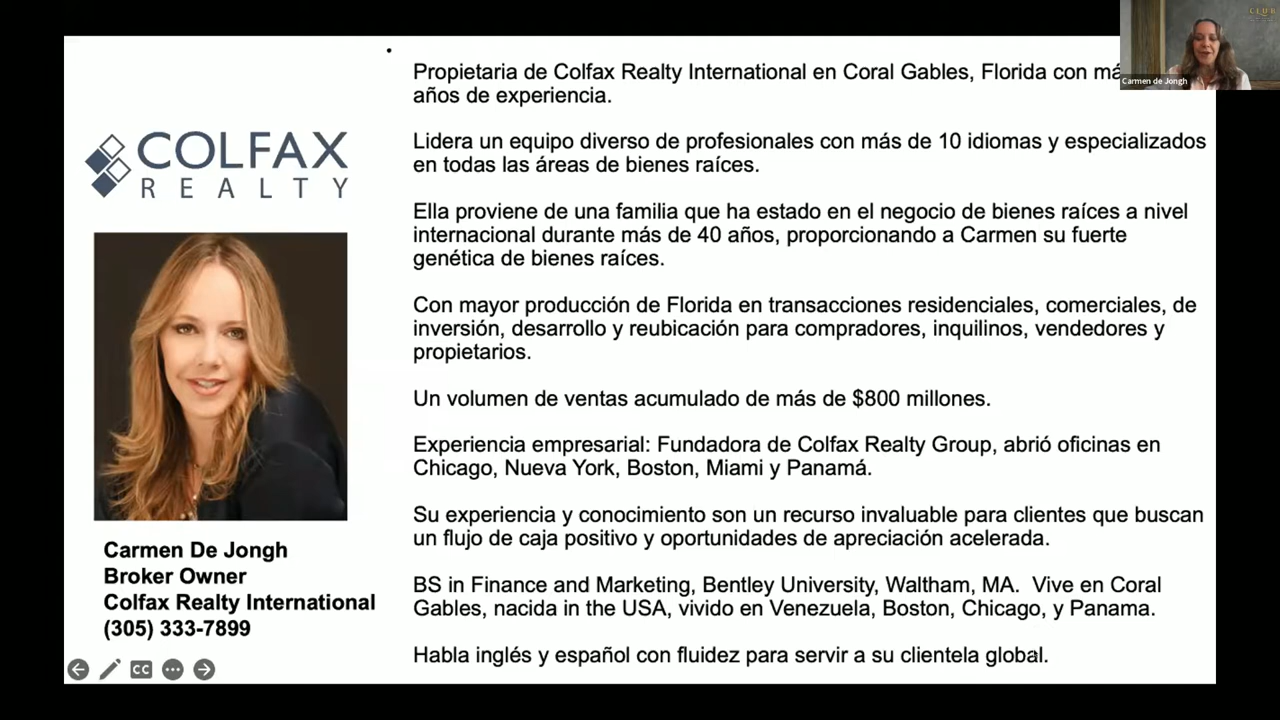 CLUB
Carmen de Jongh
Propietaria de Colfax Realty International en Coral Gables, Florida con má
años de experiencia.
COLFAX
REALTY
Lidera un equipo diverso de profesionales con más de 10 idiomas y especializados
en todas las áreas de bienes raíces.
Ella proviene de una familia que ha estado en el negocio de bienes raíces a nivel
internacional durante más de 40 años, proporcionando a Carmen su fuerte
genética de bienes raíces.
Con mayor producción de Florida en transacciones residenciales, comerciales, de
inversión, desarrollo y reubicación para compradores, inquilinos, vendedores y
propietarios.
Un volumen de ventas acumulado de más de $800 millones.
Experiencia empresarial: Fundadora de Colfax Realty Group, abrió oficinas en
Chicago, Nueva York, Boston, Miami y Panamá.
Su experiencia y conocimiento son un recurso invaluable para clientes que buscan
un flujo de caja positivo y oportunidades de apreciación acelerada.
BS in Finance and Marketing, Bentley University, Waltham, MA. Vive en Coral
Gables, nacida in the USA, vivido en Venezuela, Boston, Chicago, y Panama.
Habla inglés y español con fluidez para servir a su clientela global.
Carmen De Jongh
Broker Owner
Colfax Realty International
(305) 333-7899
CC